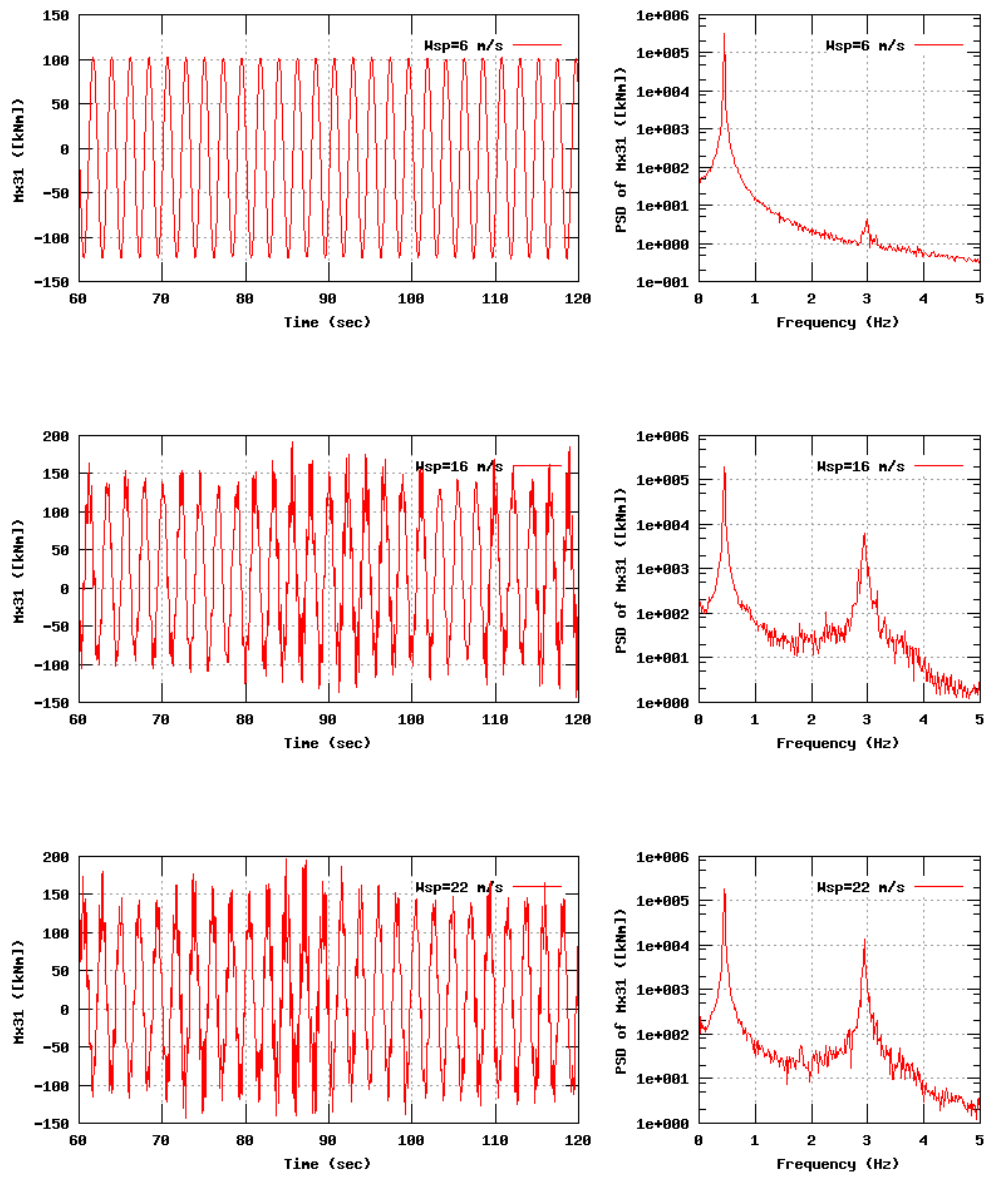 Wsp=6 m/s
150
100
50
0
-50
-100
-150
60 70 80 90 100 110 120
Mx31 ([kNm])
Time (sec)
Wsp=6 m/s
1e+006
1e+005
1e+004
1e+003
1e+002
1e+001
1e+000
1e-001
0 1 2 3 4 5
PSD of Mx31 ([kNm])
Frequency (Hz)
Wsp=16 m/s
200
150
100
50
0
-50
-100
-150
60 70 80 90 100 110 120
Mx31 ([kNm])
Time (sec)
Wsp=16 m/s
1e+006
1e+005
1e+004
1e+003
1e+002
1e+001
1e+000
0 1 2 3 4 5
PSD of Mx31 ([kNm])
Frequency (Hz)
Wsp=22 m/s
200
150
100
50
0
-50
-100
-150
60 70 80 90 100 110 120
Mx31 ([kNm])
Time (sec)
Wsp=22 m/s
1e+006
1e+005
1e+004
1e+003
1e+002
1e+001
1e+000
0 1 2 3 4 5
PSD of Mx31 ([kNm])
Frequency (Hz)